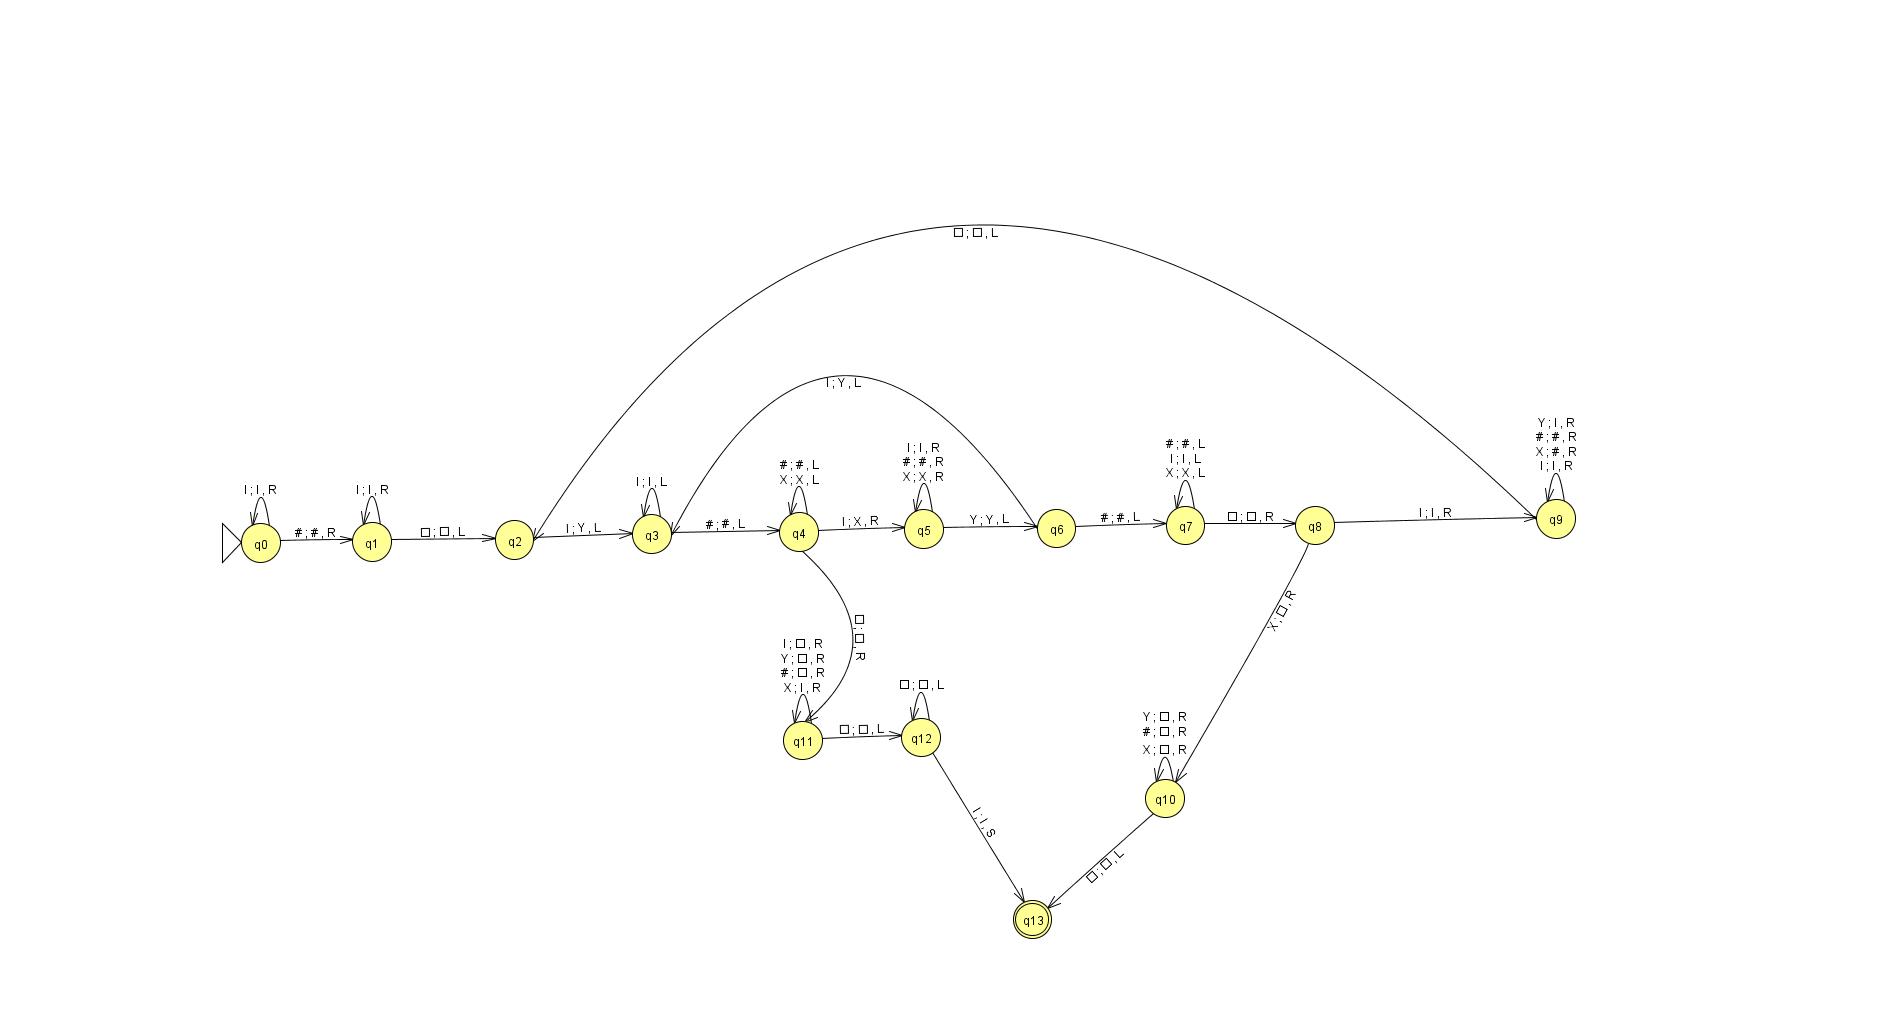 □ ; □ , L
I ; Y , L
Y ; I , R
# ; # , R
X ; # , R
I ; I , R
# ; # , L
I ; I , L
X ; X , L
I ; I , R
# ; # , R
X ; X , R
# ; # , L
X ; X , L
I ; I , L
I ; I , R
I ; I , R
q0
# ; # , R
q1
□ ; □ , L
q2
I ; Y , L
q3
# ; # , L
q4
I ; X , R
q5
Y ; Y , L
q6
# ; # , L
q7
□ ; □ , R
q8
I ; I , R
q9
□ ; □ , R
X ; □ , R
I ; □ , R
Y ; □ , R
# ; □ , R
X ; I , R
□ ; □ , L
q11
□ ; □ , L
q12
Y ; □ , R
# ; □ , R
X ; □ , R
q10
I ; I , S
□ ; □ , L
q13